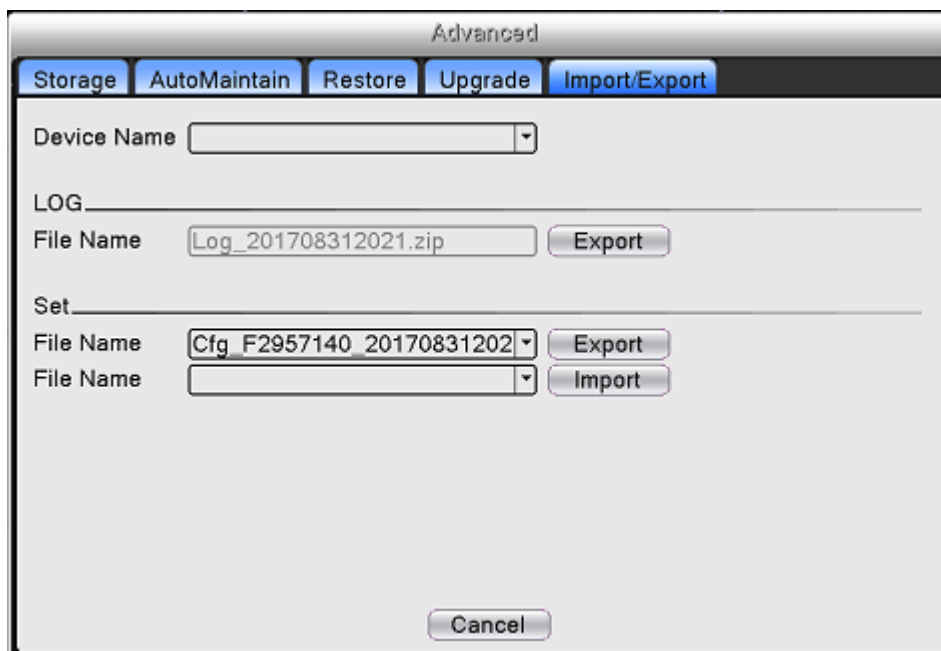 Advanced
Storage AutoMaintain Restore Upgrade Import/Export
Device Name
LOG
File Name Log_201708312021.zip Export
Set
File Name Cfg_F2957140_20170831202 Export
File Name Import
Cancel